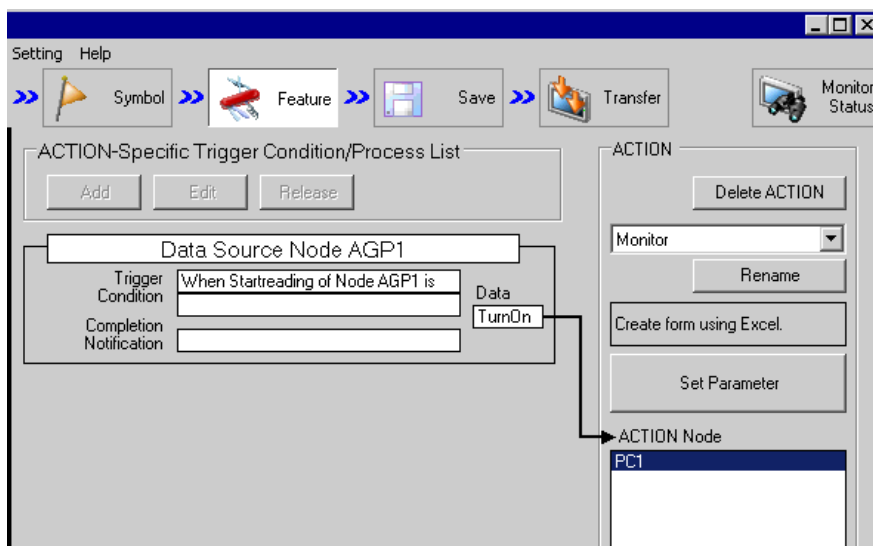 Setting Help
Symbol Feature Save Transfer Monitor
Status
ACTION-Specific Trigger Condition/Process List
Add Edit Release
Data Source Node AGP1
Trigger
Condition
When Startreading of Node AGP1 is
Data
TurnOn
Completion
Notification
ACTION
Delete ACTION
Monitor
Rename
Create form using Excel.
Set Parameter
ACTION Node
PC1